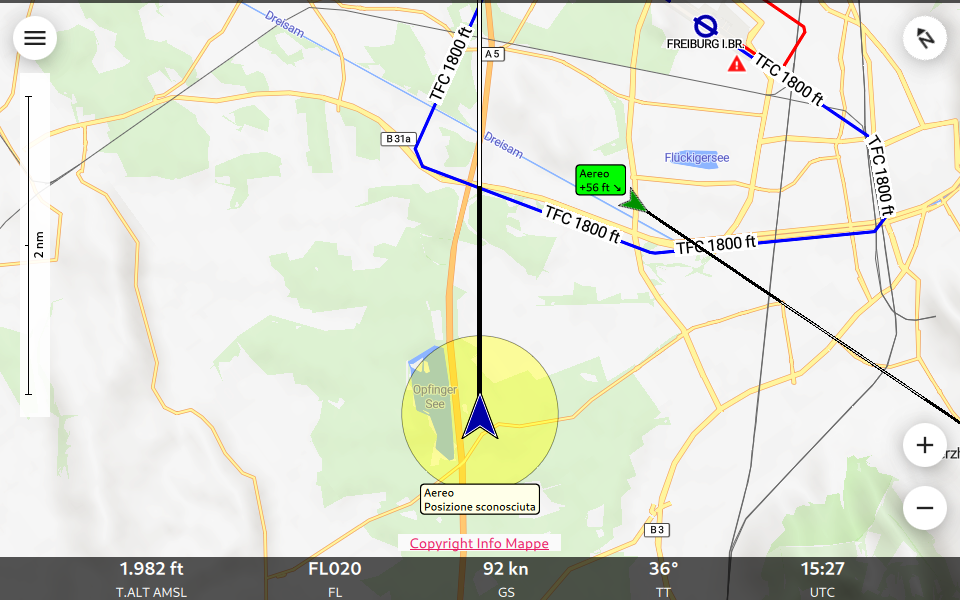 Dreisam
TFC 1800 ft
A 5
FREIBURG I.BR.
TFC 1800 ft
B 31a
Dreisam
Flückigersee
TFC 1800 ft
Aereo
+56 ft ↘
TFC 1800 ft
TFC 1800 ft
2 nm
Opfinger
See
Aereo
Posizione sconosciuta
B 3
Copyright Info Mappe
1.982 ft
FL020
92 kn
36°
15:27
T.ALT AMSL
FL
GS
TT
UTC